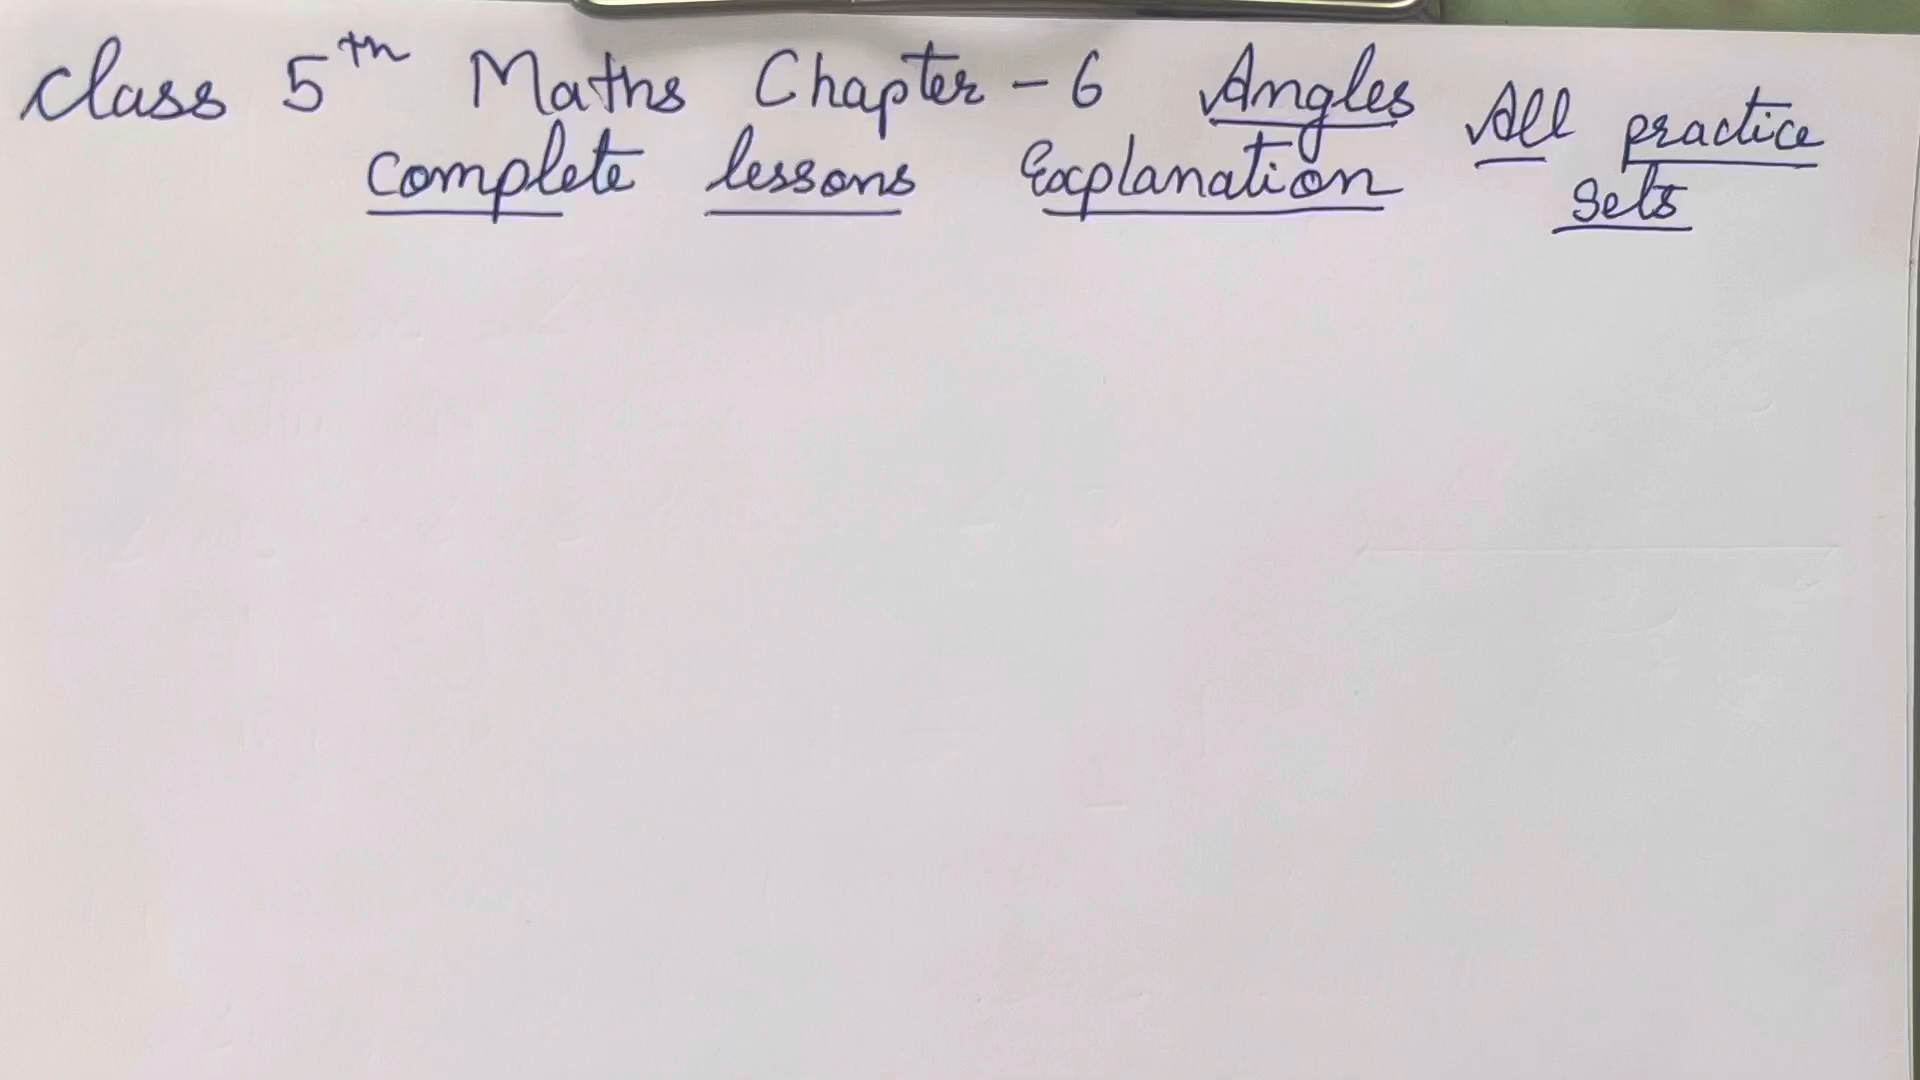 Class 5th Maths Chapter - 6 Angles All practice
Complete lessons Explanation Sets